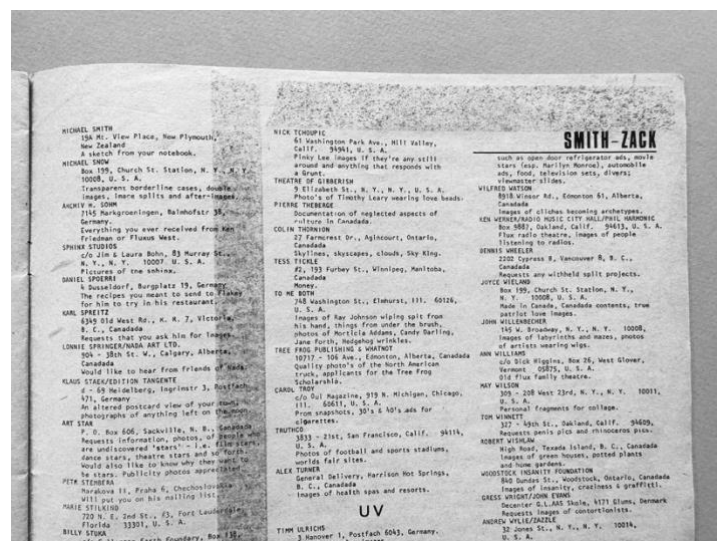 MICHAEL SMITH
19A Mt. View Place, New Plymouth,
New Zealand
A sketch from your notebook.
MICHAEL SNOW
Box 199, Church St. Station, N. Y., N. Y.
10008, U. S. A.
Transparent borderline cases, double
images, image splits and after-images.
ARCHIV H. SOHM
7145 Markgroeningen, Balmhofstr 38,
Germany.
Everything you ever received from Ken
Friedman or Fluxus West.
SPHINX STUDIOS
c/o Jim & Laura Bohn, 83 Murray St.,
N. Y., N. Y. 10007 U. S. A.
Pictures of the sphinx.
DANIEL SPOERRI
4 Dusseldorf, Burgplatz 19, Germany
The recipes you meant to send to
for him to try in his restaurant.
KARL SPREITZ
6349 Old West Rd., R. R. 7, Victoria,
B. C., Canadada
Requests that you ask him for images.
LONNIE SPRINGER/NADA ART LTD.
904 - 38th St. W., Calgary, Alberta,
Canadada
Would like to hear from friends of Nada.
KLAUS STAEK/EDITION TANGENTE
d - 69 Heidelberg, Ingrimstr 3, Postfach
471, Germany
An altered postcard view of your town,
photographs of anything left on the
ART STAR
P. O. Box 606, Sackville, N. B., Canadada
Requests information, photos, of people who
are undiscovered 'stars' - i.e. film stars,
dance stars, theatre stars and so forth.
Would also like to know why they want
to be stars. Publicity photos appreciated.
PETR STEMBERA
Marakova 11, Praha 6, Chechoslovakia
Will put you on his mailing list.
MARIE STILKIND
720 N. E. 2nd St., F3, Fort Lauderdale,
Florida 33301, U. S. A.
BILLY STUKA
Earth Foundary, Box
NICK TCHOUPIC
61 Washington Park Ave., Mill Valley,
Calif. 94941, U. S. A.
Pinky Lee images if they're any still
around and anything that responds with
a Grunt.
THEATRE OF GIBBERISH
9 Elizabeth St., N. Y., N. Y., U. S. A.
Photo's of Timothy Leary wearing love beads.
PIERRE THEBERGE
Documentation of neglected aspects of
culture in Canadada.
COLIN THORNION
27 Farmcrest Dr., Agincourt, Ontario,
Canadada
Skylines, skyscapes, clouds, Sky King.
TESS TICKLE
#2, 193 Furbey St., Winnipeg, Manitoba,
Canadada
Money.
TO ME BOTH
748 Washington St., Elmhurst, Ill. 60126,
U. S. A.
Images of Ray Johnson wiping spit from
his hand, things from under the brush,
photos of Morticia Addams, Candy Darling,
Jane Forth, Hedgehog wrinkles.
TREE FROG PUBLISHING & WHATNOT
10717 - 106 Ave., Edmonton, Alberta, Canadada
Quality photo's of the North American
truck, applicants for the Tree Frog
Scholarship.
CAROL TROY
c/o Oui Magazine, 919 N. Michigan, Chicago,
Ill. 60611, U. S. A.
Prom snapshots, 30's & 40's ads for
cigarettes.
TRUTHCO
3833 - 21st, San Francisco, Calif. 94114,
U. S. A.
Photos of football and sports stadiums,
worlds fair sites.
ALEX TURNER
General Delivery, Harrison Hot Springs,
B. C., Canadada
Images of health spas and resorts.
UV
TIMM ULRICHS
3 Hanover 1, Postfach 6043, Germany.
SMITH-ZACK
such as open door refrigerator ads, movie
stars (esp. Marilyn Monroe), automobile
ads, food, television sets, divers;
viewmaster slides.
WILFRED WATSON
8918 Winsor Rd., Edmonton 61, Alberta,
Canadada
Images of cliches becoming archetypes.
KEN WERNER/RADIO MUSIC CITY HALL/PHIL HARMONIC
Box 9887, Oakland, Calif. 94613, U. S. A.
Flue radio theatre, images of people
listening to radios.
DENNIS WHEELER
2202 Cypress B, Vancouver 8, B. C.,
Canadada
Requests any withheld split projects.
JOYCE WIELAND
Box 199, Church St. Station, N. Y.,
N. Y. 10008, U. S. A.
Made in Canada, Canadada contents, true
patriot love images.
JOHN WILLENBECHER
145 W. Broadway, N. Y., N. Y. 10008,
Images of labyrinths and mazes, photos
of artists wearing wigs.
ANN WILLIAMS
c/o Dick Higgins, Box 26, West Glover,
Vermont 05875, U. S. A.
Old flux family theatre.
MAY WILSON
309 - 208 West 23rd, N. Y., N. Y. 10011,
U. S. A.
Personal fragments for collage.
TOM WINNETT
327 - 49th St., Oakland, Calif. 94609,
Requests penis pics and rhinoceros pics.
ROBERT WISHLAW
High Road, Texada Island, B. C., Canadada
Images of green houses, potted plants
and home gardens.
WOODSTOCK INSANITY FOUNDATION
840 Dundas St., Woodstock, Ontario, Canadada
Images of insanity, craziness & graffitti.
GRESS WRIGHT/JOHN EVANS
Decenter G.L.AAS Skole, 4171 Glums, Denmark
Requests images of contortionists.
ANDREW WYLIE/ZAZZLE
32 Jones St., N. Y., N. Y. 10014,
U. S. A.